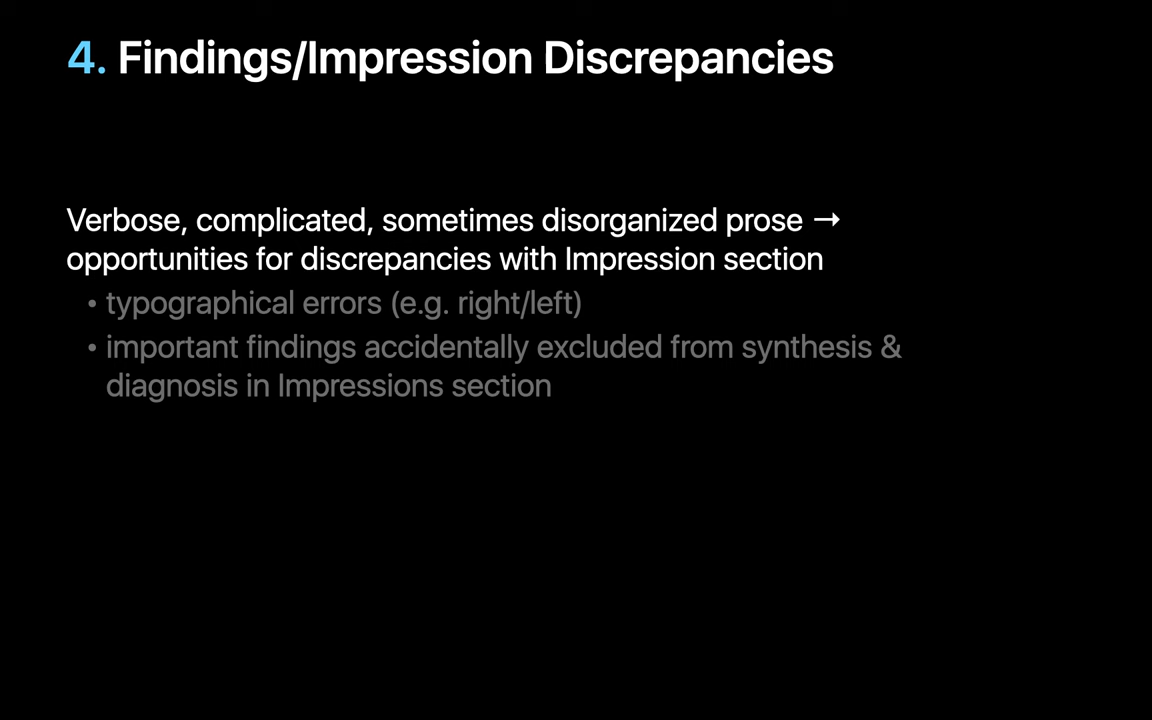 4. Findings/Impression Discrepancies
Verbose, complicated, sometimes disorganized prose →
opportunities for discrepancies with Impression section
• typographical errors (e.g. right/left)
• important findings accidentally excluded from synthesis &
diagnosis in Impressions section